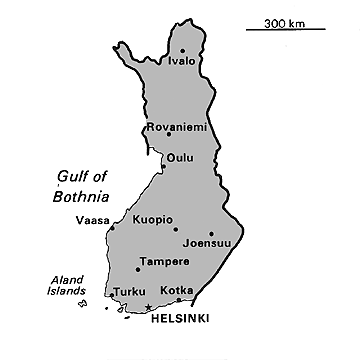 300 km
Ivalo
Rovaniemi
Oulu
Gulf of
Bothnia
Vaasa
Kuopio
Joensuu
Tampere
Aland
Islands
Turku
Kotka
HELSINKI